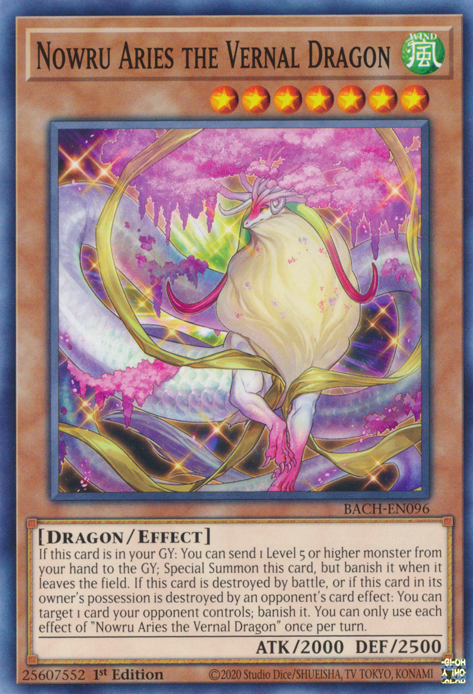 NOWRU ARIES THE VERNAL DRAGON
WIND
風
BACH-EN096
[DRAGON/EFFECT]
If this card is in your GY: You can send 1 Level 5 or higher monster from
your hand to the GY; Special Summon this card, but banish it when it
leaves the field. If this card is destroyed by battle, or if this card in its
owner's possession is destroyed by an opponent's card effect: You can
target 1 card your opponent controls; banish it. You can only use each
effect of "Nowru Aries the Vernal Dragon" once per turn.
ATK/2000 DEF/2500
25607552 1st Edition ©2020 Studio Dice/SHUEISHA, TV TOKYO, KONAMI